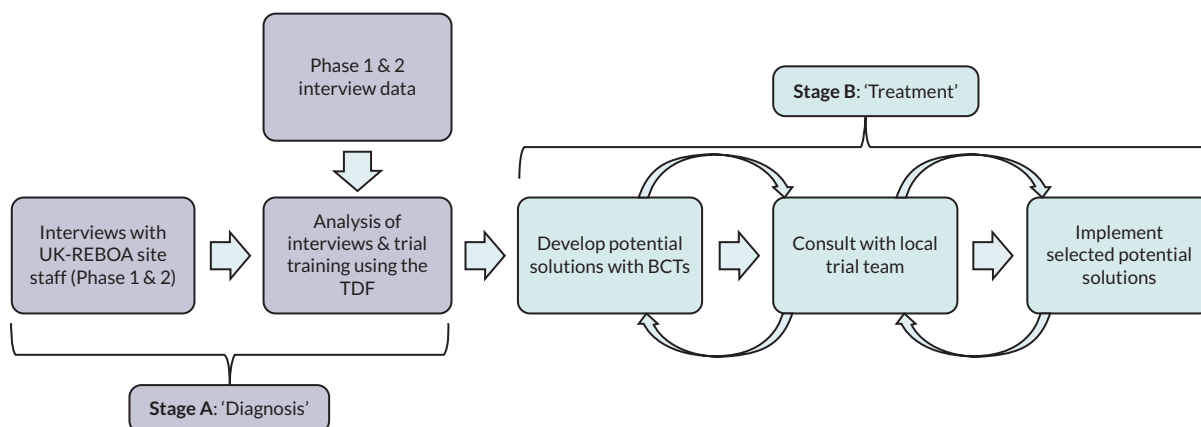 Phase 1 & 2
interview data
Stage B: ‘Treatment’
Interviews with
UK-REBOA site
staff (Phase 1 & 2)
Analysis of
interviews & trial
training using the
TDF
Develop potential
solutions with BCTs
Consult with local
trial team
Implement
selected potential
solutions
Stage A: ‘Diagnosis’